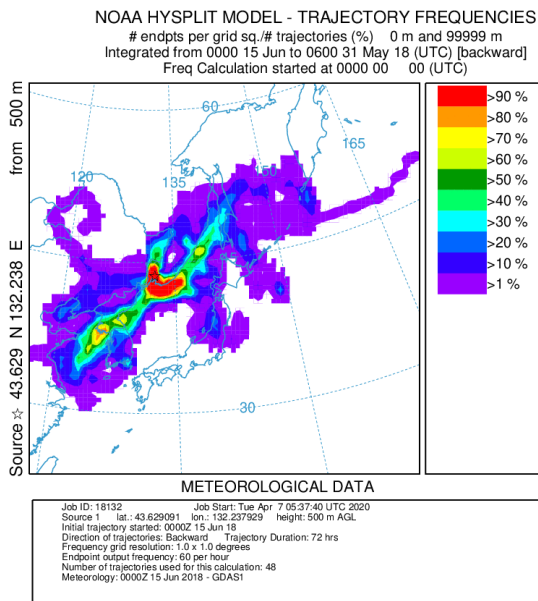 NOAA HYSPLIT MODEL - TRAJECTORY FREQUENCIES
# endpts per grid sq./# trajectories (%) 0 m and 99999 m
Integrated from 0000 15 Jun to 0600 31 May 18 (UTC) [backward]
Freq Calculation started at 0000 00 00 (UTC)
Source ☆ 43.629 N 132.238 E from 500 m
60
165
150
120
135
30
>90 %
>80 %
>70 %
>60 %
>50 %
>40 %
>30 %
>20 %
>10 %
>1 %
METEOROLOGICAL DATA
Job ID: 18132 Job Start: Tue Apr 7 05:37:40 UTC 2020
Source 1 lat.: 43.629091 lon.: 132.237929 height: 500 m AGL
Initial trajectory started: 0000Z 15 Jun 18
Direction of trajectories: Backward Trajectory Duration: 72 hrs
Frequency grid resolution: 1.0 x 1.0 degrees
Endpoint output frequency: 60 per hour
Number of trajectories used for this calculation: 48
Meteorology: 0000Z 15 Jun 2018 - GDAS1